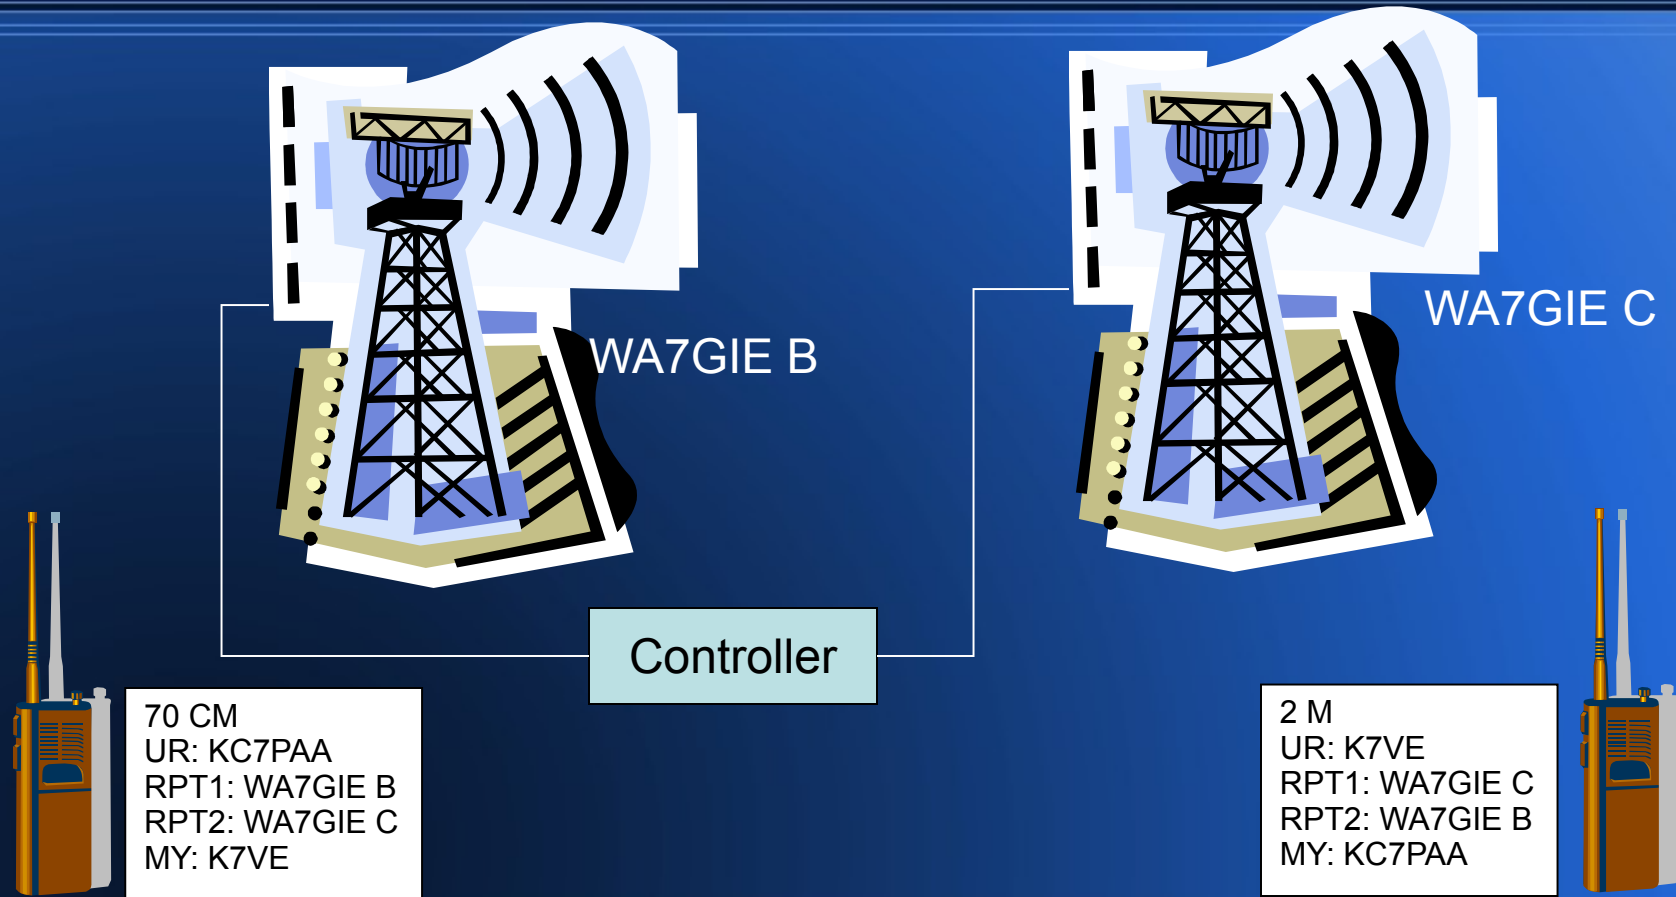 WA7GIE B
WA7GIE C
Controller
70 CM
UR: KC7PAA
RPT1: WA7GIE B
RPT2: WA7GIE C
MY: K7VE
2 M
UR: K7VE
RPT1: WA7GIE C
RPT2: WA7GIE B
MY: KC7PAA